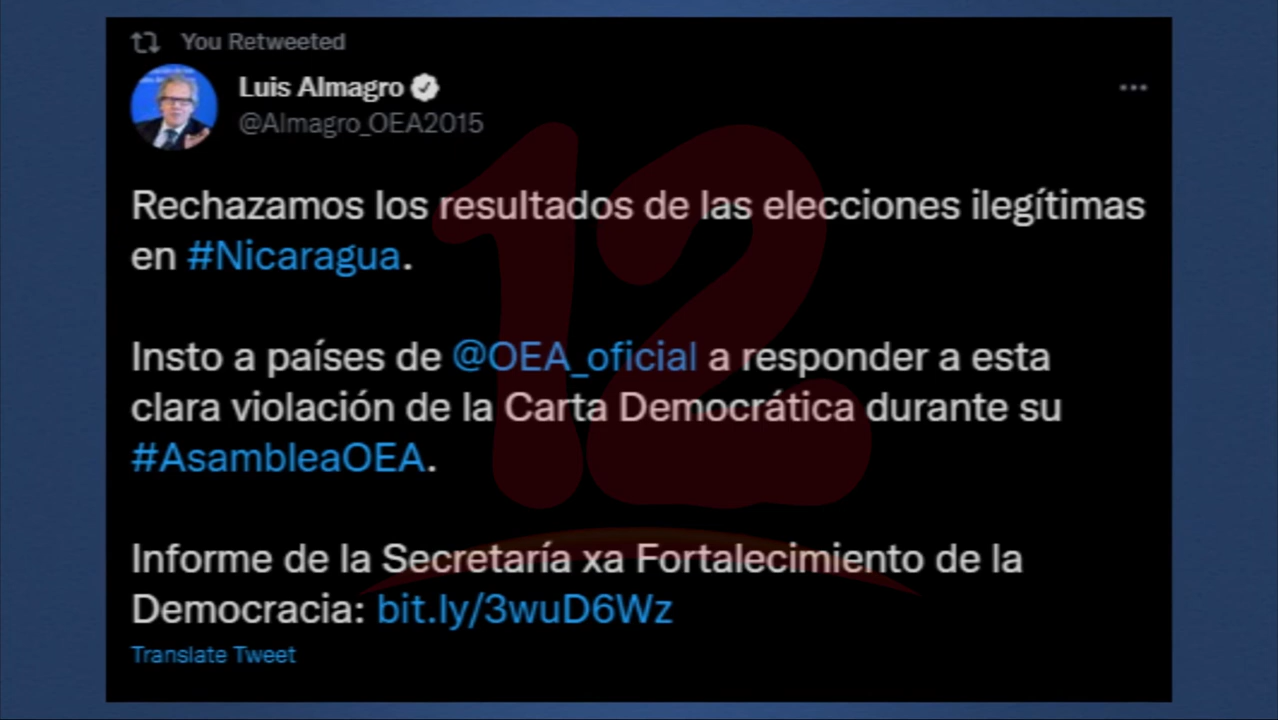 You Retweeted
Luis Almagro
@Almagro_OEA2015
Rechazamos los resultados de las elecciones ilegítimas
en #Nicaragua.
Insto a países de @OEA_oficial a responder a esta
clara violación de la Carta Democrática durante su
#AsambleaOEA.
Informe de la Secretaría xa Fortalecimiento de la
Democracia: bit.ly/3wuD6Wz
Translate Tweet
12